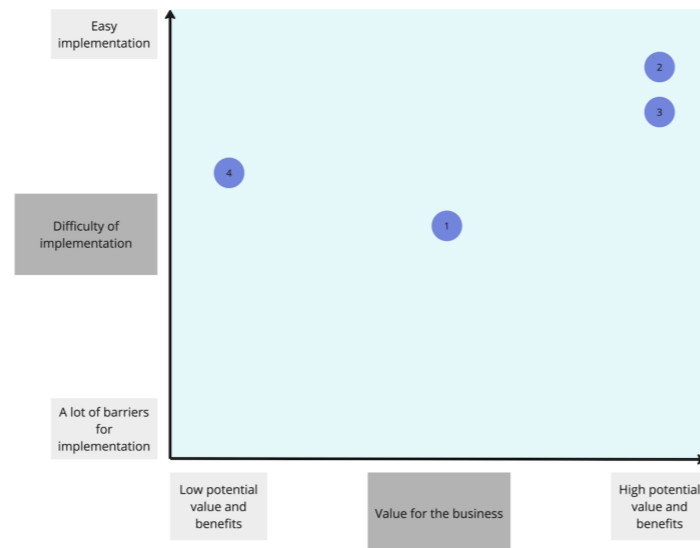 Easy
implementation
2
3
4
Difficulty of
implementation
1
A lot of barriers
for
implementation
Low potential
value and
benefits
Value for the business
High potential
value and
benefits